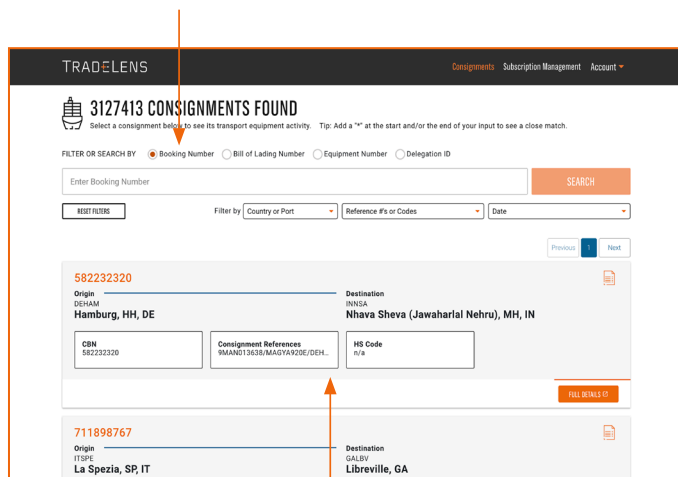 TRADELENS
Consignments Subscription Management Account
3127413 CONSIGNMENTS FOUND
Select a consignment below to see its transport equipment activity. Tip: Add a "*" at the start and/or the end of your input to see a close match.
FILTER OR SEARCH BY Booking Number Bill of Lading Number Equipment Number Delegation ID
Enter Booking Number SEARCH
RESET FILTERS Filter by Country or Port Reference #'s or Codes Date
Previous 1 Next
582232320
Origin Destination
DEHAM INNSA
Hamburg, HH, DE Nhava Sheva (Jawaharlal Nehru), MH, IN
CBN Consignment References HS Code
582232320 9MAN013638/MAGYA920E/DEH... n/a
FULL DETAILS
711898767
Origin Destination
ITSPE GALBV
La Spezia, SP, IT Libreville, GA